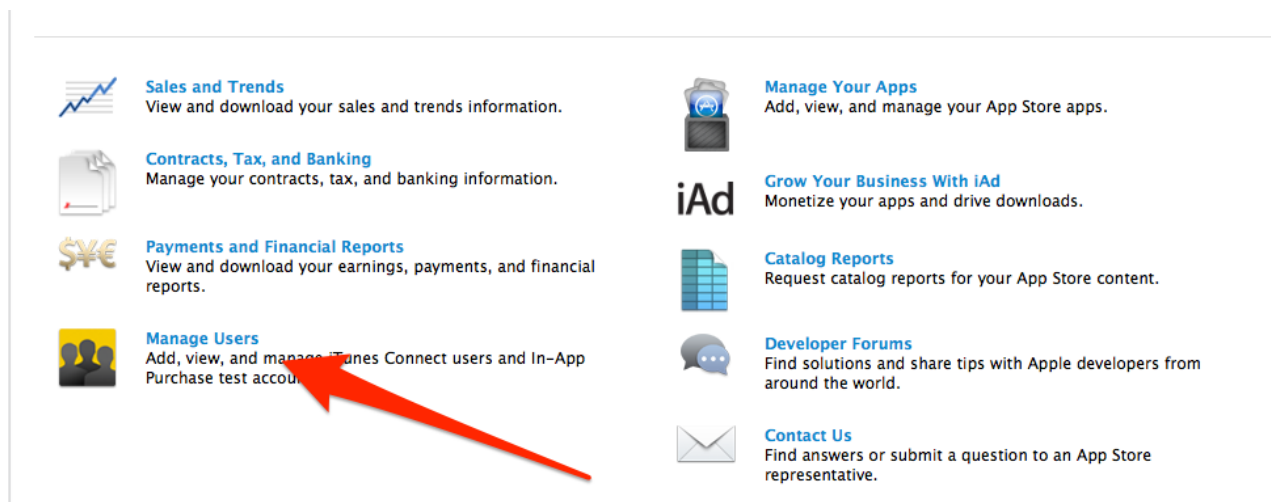 Sales and Trends
View and download your sales and trends information.
Contracts, Tax, and Banking
Manage your contracts, tax, and banking information.
$¥€
Payments and Financial Reports
View and download your earnings, payments, and financial
reports.
Manage Users
Add, view, and manage iTunes Connect users and In-App
Purchase test
Manage Your Apps
Add, view, and manage your App Store apps.
iAd
Grow Your Business With iAd
Monetize your apps and drive downloads.
Catalog Reports
Request catalog reports for your App Store content.
Developer Forums
Find solutions and share tips with Apple developers from
around the world.
Contact Us
Find answers or submit a question to an App Store
representative.